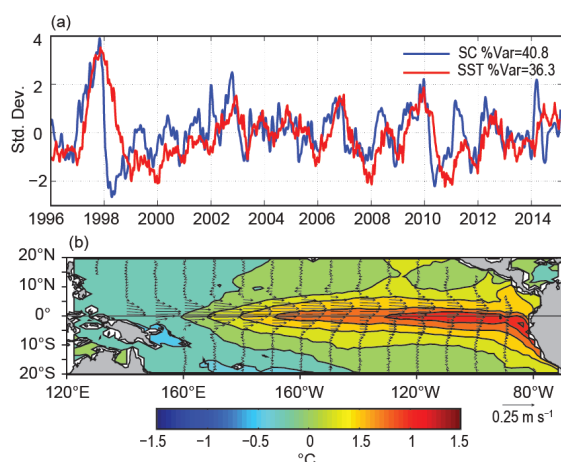 (a)
4
2
0
−2
Std. Dev.
SC %Var=40.8
SST %Var=36.3
1996 1998 2000 2002 2004 2006 2008 2010 2012 2014
(b)
20°N
10°N
0°
10°S
20°S
120°E 160°E 160°W 120°W 80°W
0.25 m s⁻¹
−1.5 −1 −0.5 0 1.5 1 1.5
°C